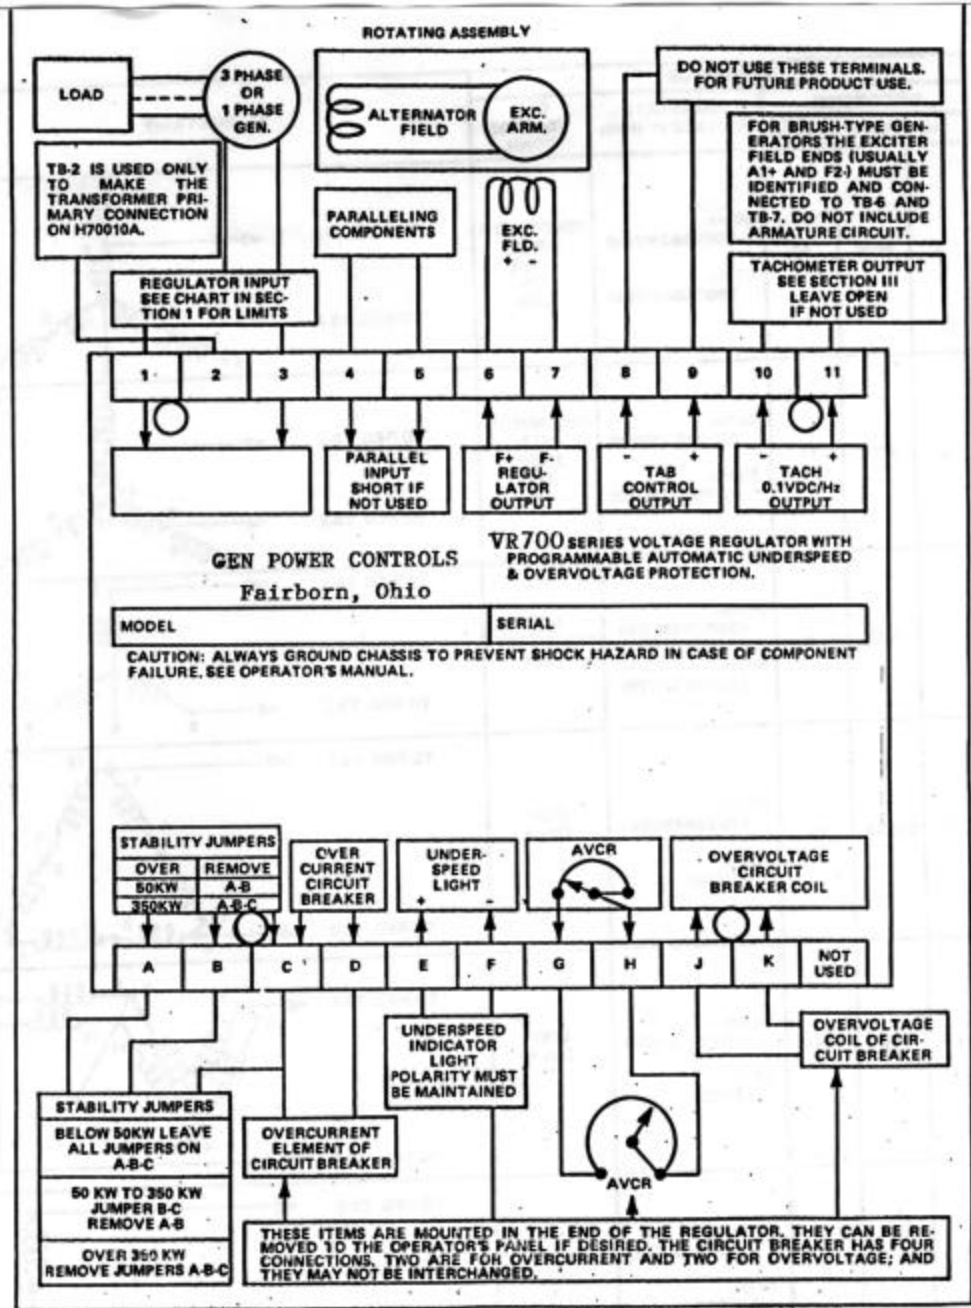 ROTATING ASSEMBLY
LOAD
3 PHASE
OR
1 PHASE
GEN.
ALTERNATOR
FIELD
EXC.
ARM.
DO NOT USE THESE TERMINALS.
FOR FUTURE PRODUCT USE.
TB-2 IS USED ONLY
TO MAKE THE
TRANSFORMER PRI-
MARY CONNECTION
ON H70010A.
PARALLELING
COMPONENTS
EXC.
FLD.
+ -
FOR BRUSH-TYPE GEN-
ERATORS THE EXCITER
FIELD ENDS (USUALLY
A1+ AND F2-) MUST BE
IDENTIFIED AND CON-
NECTED TO TB-6 AND
TB-7. DO NOT INCLUDE
ARMATURE CIRCUIT.
REGULATOR INPUT
SEE CHART IN SEC-
TION 1 FOR LIMITS
TACHOMETER OUTPUT
SEE SECTION III
LEAVE OPEN
IF NOT USED
1 2 3 4 5 6 7 8 9 10 11
PARALLEL
INPUT
SHORT IF
NOT USED
F+ F-
REGU-
LATOR
OUTPUT
- +
TAB
CONTROL
OUTPUT
- +
TACH
0.1VDC/Hz
OUTPUT
GEN POWER CONTROLS
Fairborn, Ohio
VR700 SERIES VOLTAGE REGULATOR WITH
PROGRAMMABLE AUTOMATIC UNDERSPEED
& OVERVOLTAGE PROTECTION.
MODEL
SERIAL
CAUTION: ALWAYS GROUND CHASSIS TO PREVENT SHOCK HAZARD IN CASE OF COMPONENT
FAILURE. SEE OPERATOR'S MANUAL.
STABILITY JUMPERS
OVER REMOVE
50KW A-B
350KW A-B-C
OVER
CURRENT
CIRCUIT
BREAKER
UNDER-
SPEED
LIGHT
+ -
AVCR
OVERVOLTAGE
CIRCUIT
BREAKER COIL
A B C D E F G H J K
NOT
USED
UNDERSPEED
INDICATOR
LIGHT
POLARITY MUST
BE MAINTAINED
OVERVOLTAGE
COIL OF CIR-
CUIT BREAKER
STABILITY JUMPERS
BELOW 50KW LEAVE
ALL JUMPERS ON
A-B-C
50 KW TO 350 KW
JUMPER B-C
REMOVE A-B
OVER 350 KW
REMOVE JUMPERS A-B-C
OVERCURRENT
ELEMENT OF
CIRCUIT BREAKER
AVCR
THESE ITEMS ARE MOUNTED IN THE END OF THE REGULATOR. THEY CAN BE RE-
MOVED TO THE OPERATOR'S PANEL IF DESIRED. THE CIRCUIT BREAKER HAS FOUR
CONNECTIONS. TWO ARE FOR OVERCURRENT AND TWO FOR OVERVOLTAGE; AND
THEY MAY NOT BE INTERCHANGED.